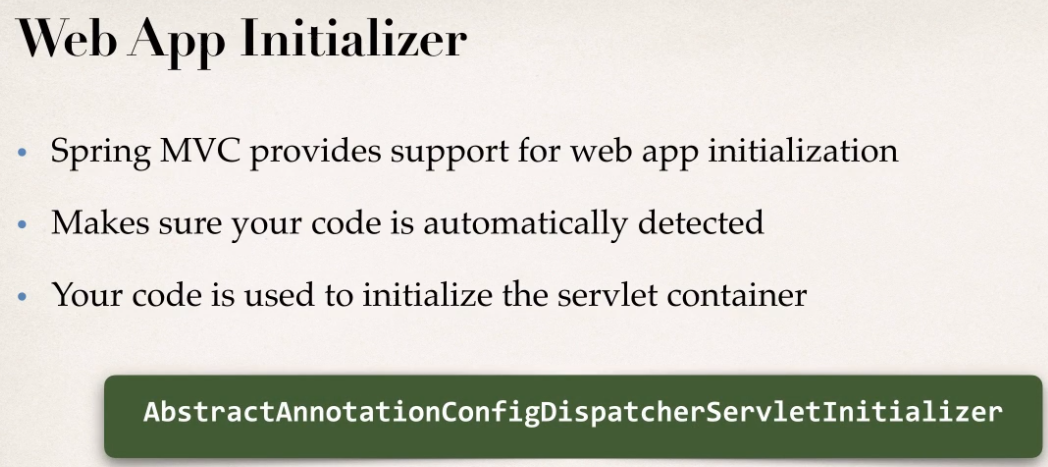 Web App Initializer
• Spring MVC provides support for web app initialization
• Makes sure your code is automatically detected
• Your code is used to initialize the servlet container
AbstractAnnotationConfigDispatcherServletInitializer